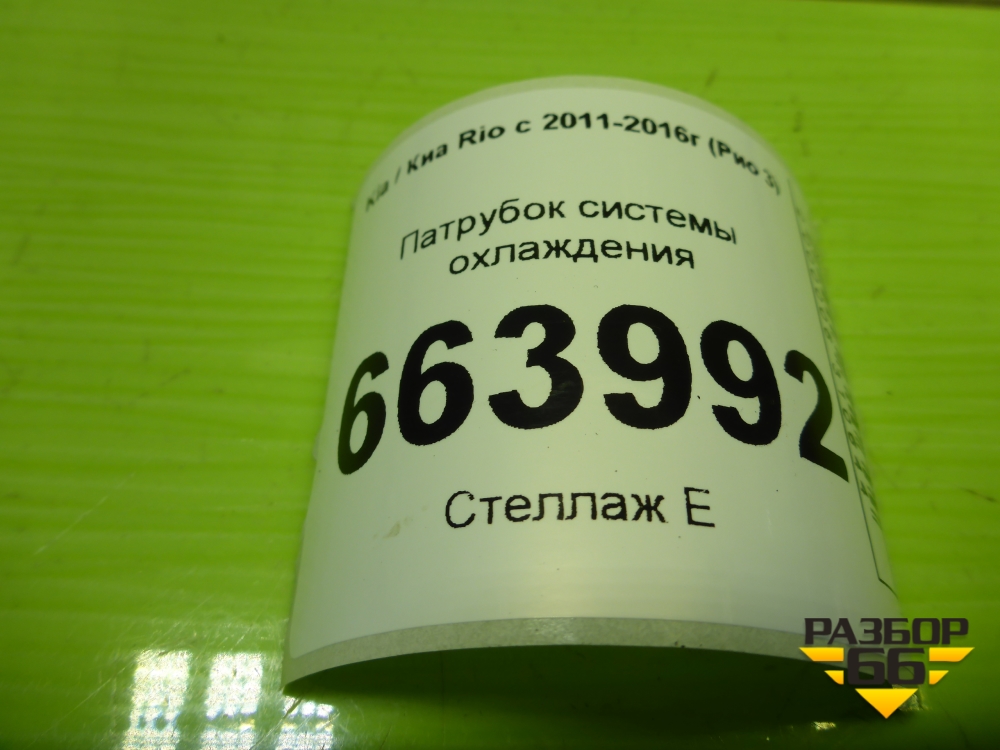 Kia / Киа Rio с 2011-2016г (Рио 3)
Патрубок системы
охлаждения
663992
Стеллаж Е
РАЗБОР
66